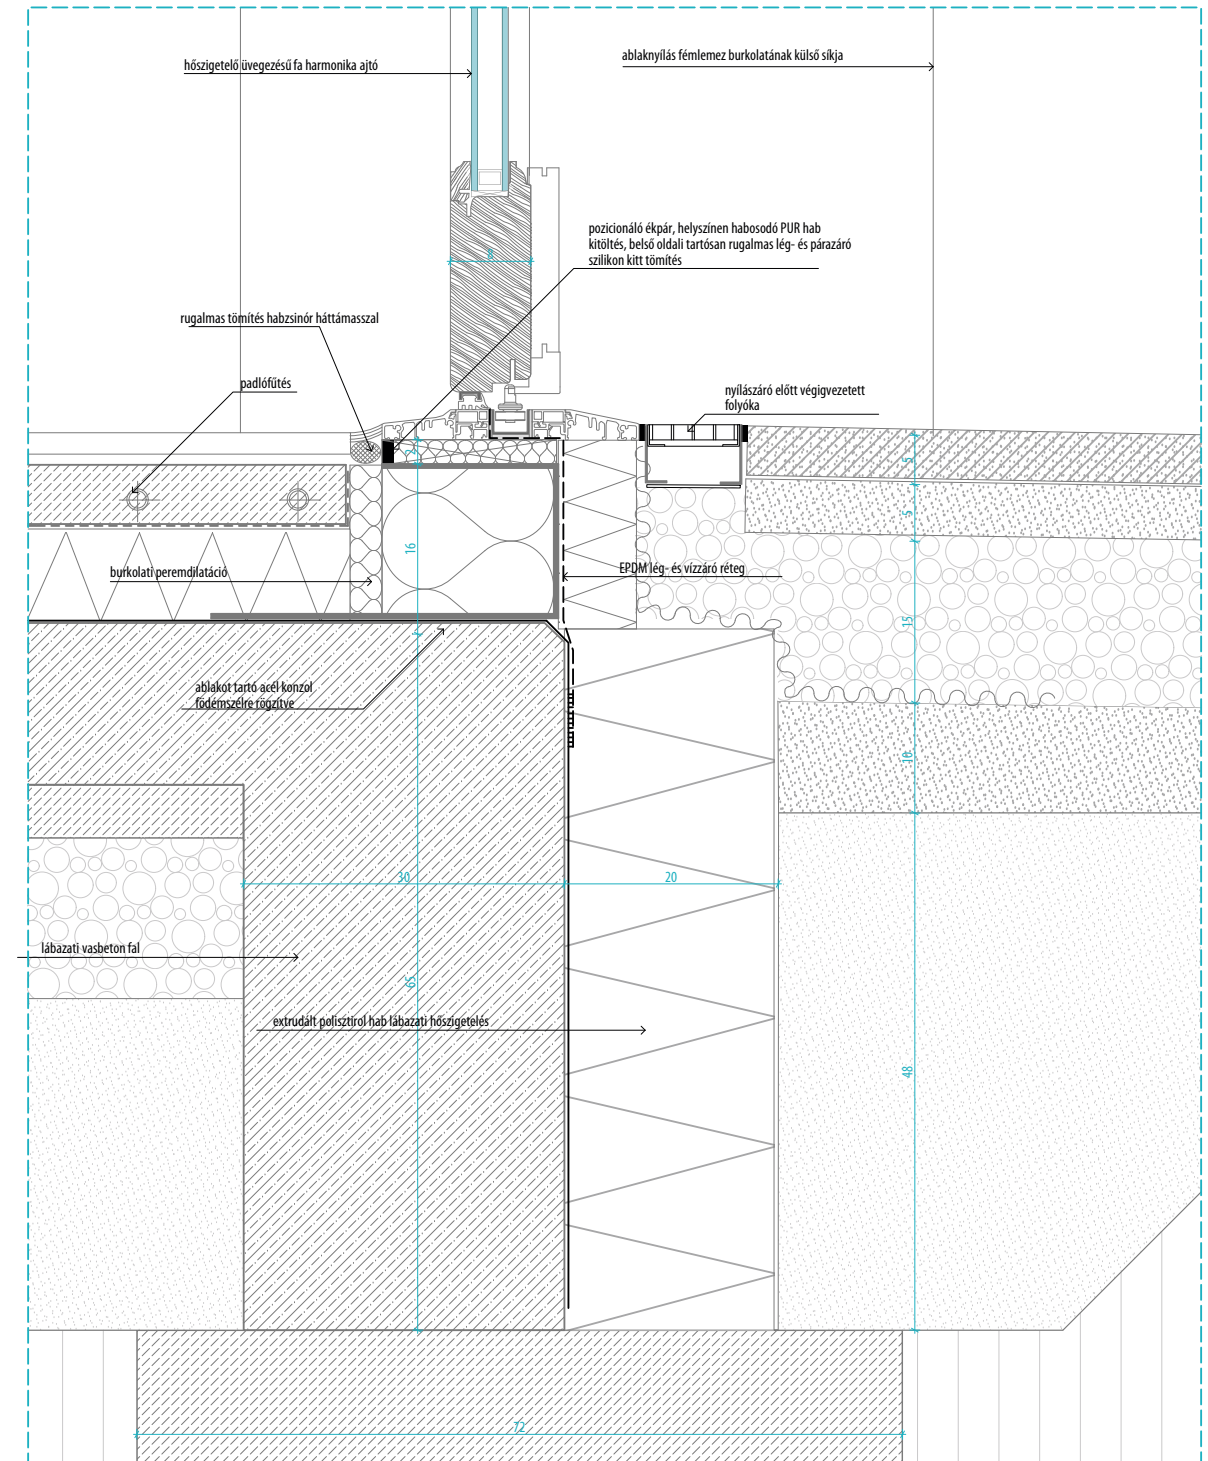 ablaknyílás fémlemez burkolatának külső síkja
hőszigetelő üvegezésű fa harmonika ajtó
pozicionáló ékpár, helyszínen habosodó PUR hab
kitöltés, belső oldali tartósan rugalmas lég- és párazáró
szilikon kitt tömítés
8
rugalmas tömítés habzsinór háttámasszal
padlófűtés
nyílászáró előtt végigvezetett
folyóka
2
5
5
16
burkolati peremdilatáció
EPDM lég- és vízzáró réteg
15
ablakot tartó acél konzol
födémszélre rögzítve
10
30
20
lábazati vasbeton fal
65
extrudált polisztirol hab lábazati hőszigetelés
48
72